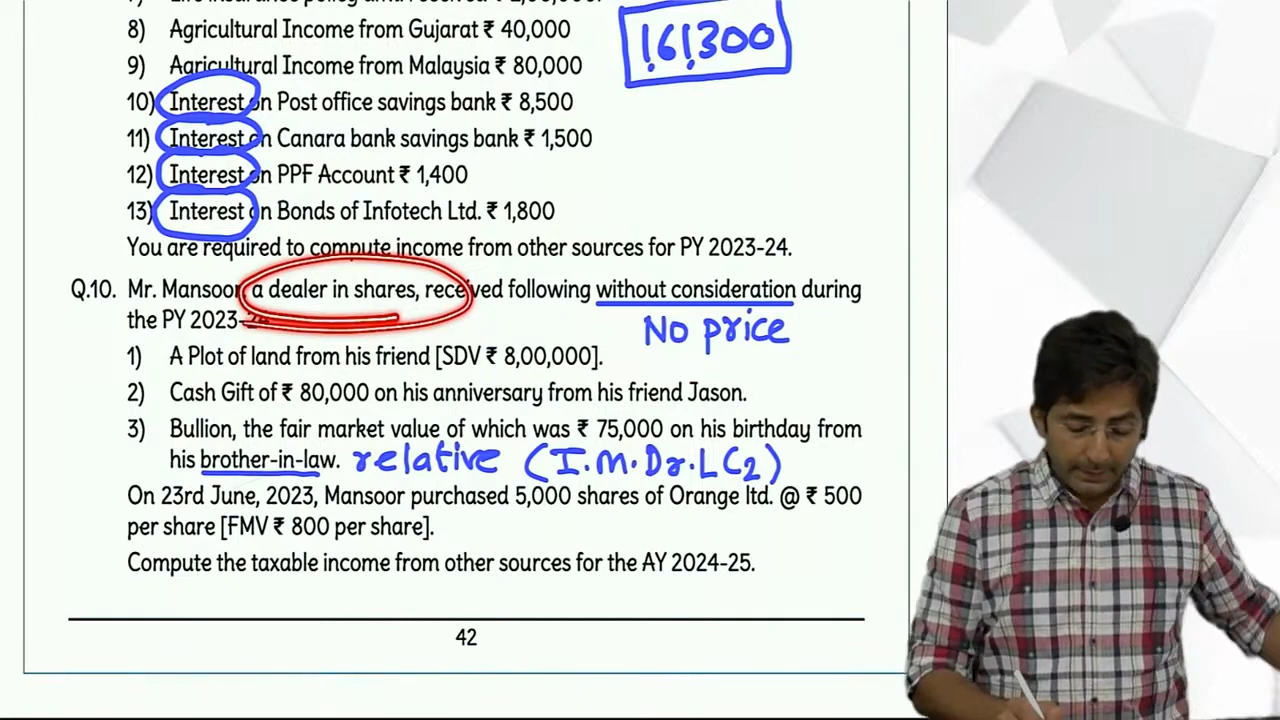 8) Agricultural Income from Gujarat ₹ 40,000
1,61,300
9) Agricultural Income from Malaysia ₹ 80,000
10) Interest on Post office savings bank ₹ 8,500
11) Interest on Canara bank savings bank ₹ 1,500
12) Interest on PPF Account ₹ 1,400
13) Interest on Bonds of Infotech Ltd. ₹ 1,800
You are required to compute income from other sources for PY 2023-24.
Q.10. Mr. Mansoor, a dealer in shares, received following without consideration during
the PY 2023-24
No price
1) A Plot of land from his friend [SDV ₹ 8,00,000].
2) Cash Gift of ₹ 80,000 on his anniversary from his friend Jason.
3) Bullion, the fair market value of which was ₹ 75,000 on his birthday from
his brother-in-law. relative (I.M.Dr.LC2)
On 23rd June, 2023, Mansoor purchased 5,000 shares of Orange ltd. @ ₹ 500
per share [FMV ₹ 800 per share].
Compute the taxable income from other sources for the AY 2024-25.
42